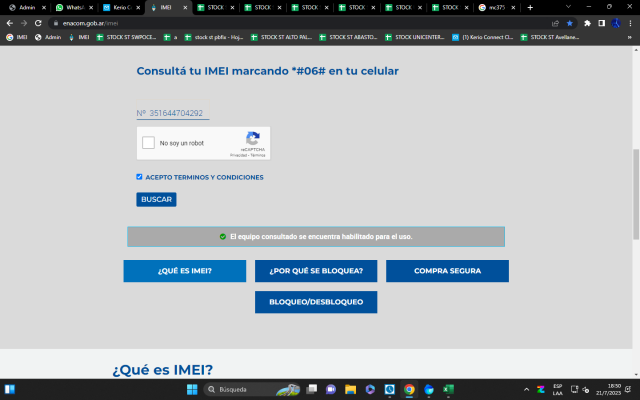 Admin
WhatsA
Kerio Conn
IMEI
STOCK
STOCK
STOCK
STOCK
STOCK
STOCK
mc375
enacom.gob.ar/imei
IMEI
Admin
IMEI
STOCK ST SWPOCE...
a
stock st pbfix - Hoj...
STOCK ST ALTO PAL...
STOCK ST ABASTO...
STOCK UNICENTER...
(1) Kerio Connect Cl...
STOCK ST Avellane...
Consultá tu IMEI marcando *#06# en tu celular
Nº 351644704292
No soy un robot
reCAPTCHA
Privacidad - Términos
ACEPTO TERMINOS Y CONDICIONES
BUSCAR
El equipo consultado se encuentra habilitado para el uso.
¿QUÉ ES IMEI?
¿POR QUÉ SE BLOQUEA?
COMPRA SEGURA
BLOQUEO/DESBLOQUEO
¿Qué es IMEI?
Búsqueda
ESP
LAA
18:50
21/7/2023